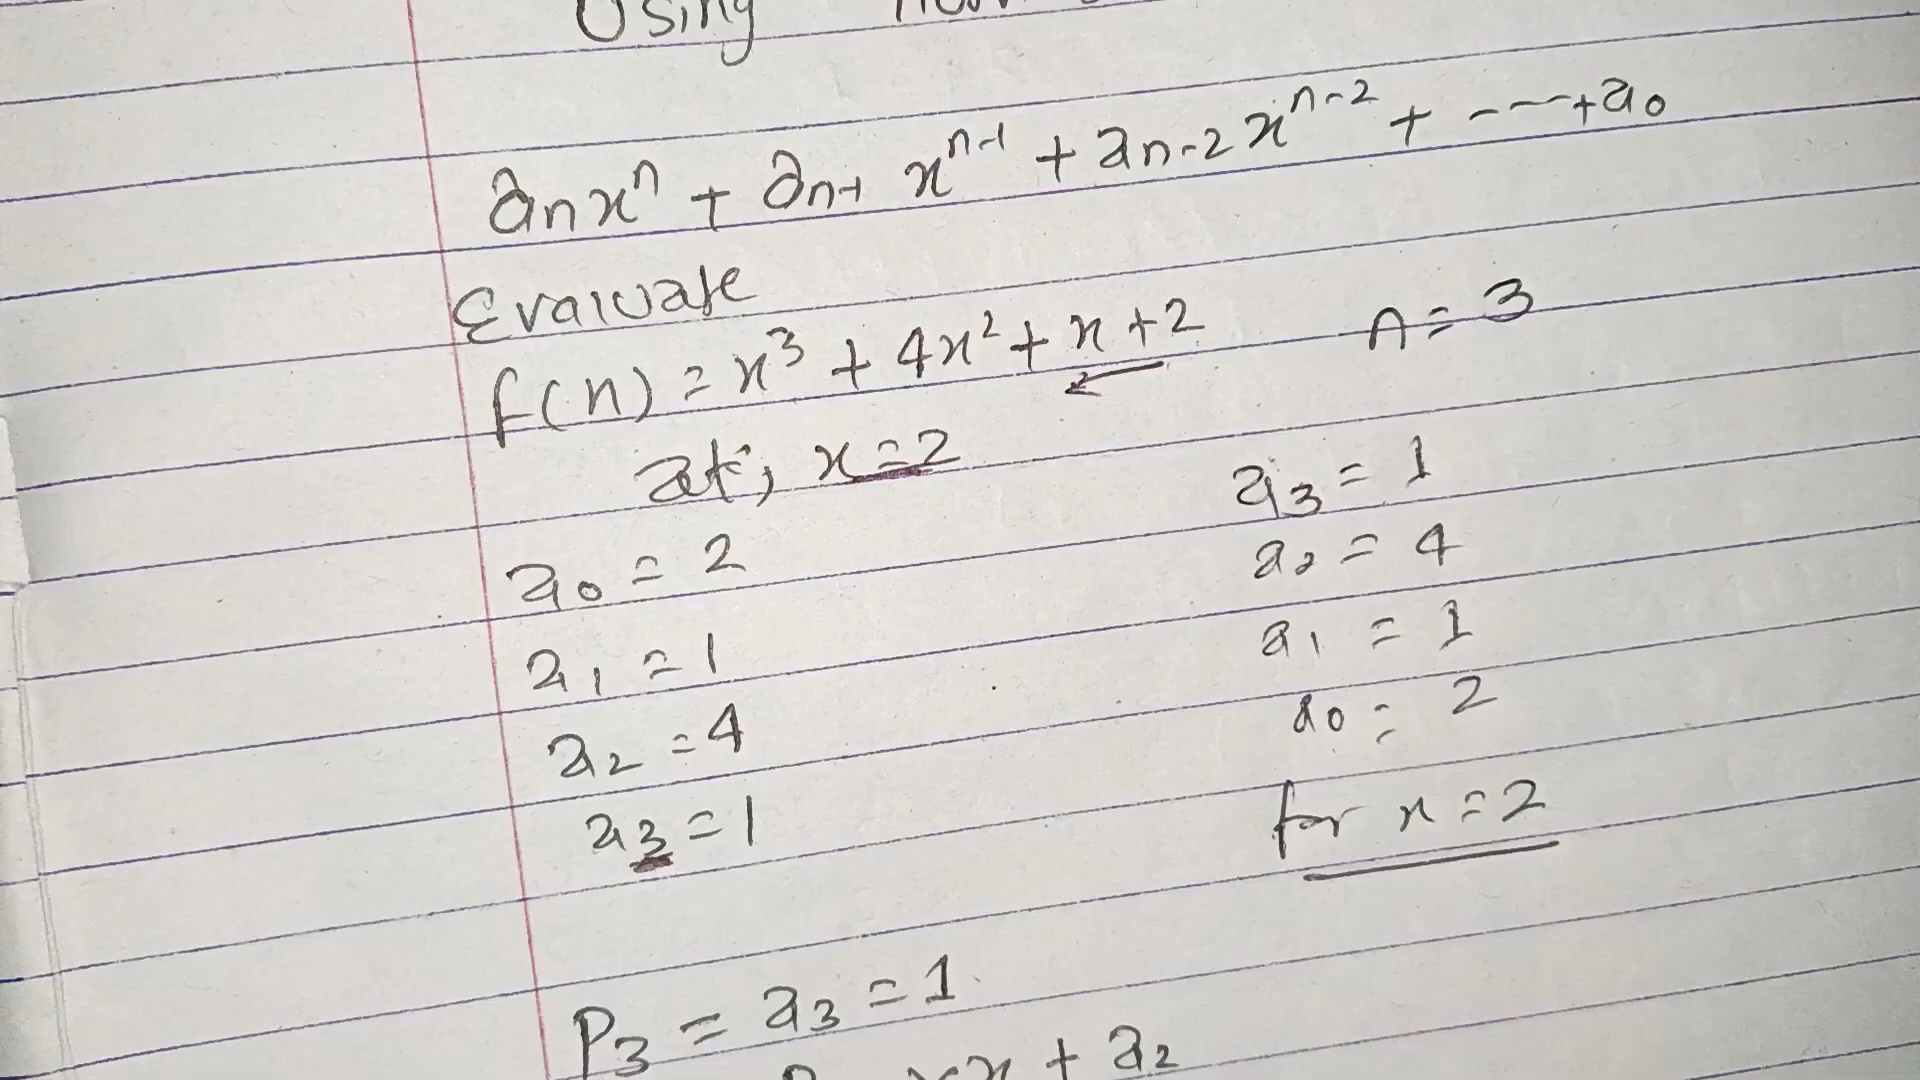 Using
aₙxⁿ + aₙ₋₁ xⁿ⁻¹ + aₙ₋₂ xⁿ⁻² + ---- + a₀
Evaluate
f(x) = x³ + 4x² + x + 2 n = 3
at, x = 2
a₀ = 2 a₃ = 1
a₁ = 1 a₂ = 4
a₂ = 4 a₁ = 1
a₃ = 1 a₀ = 2
for x = 2
P₃ = a₃ = 1
x + a₂